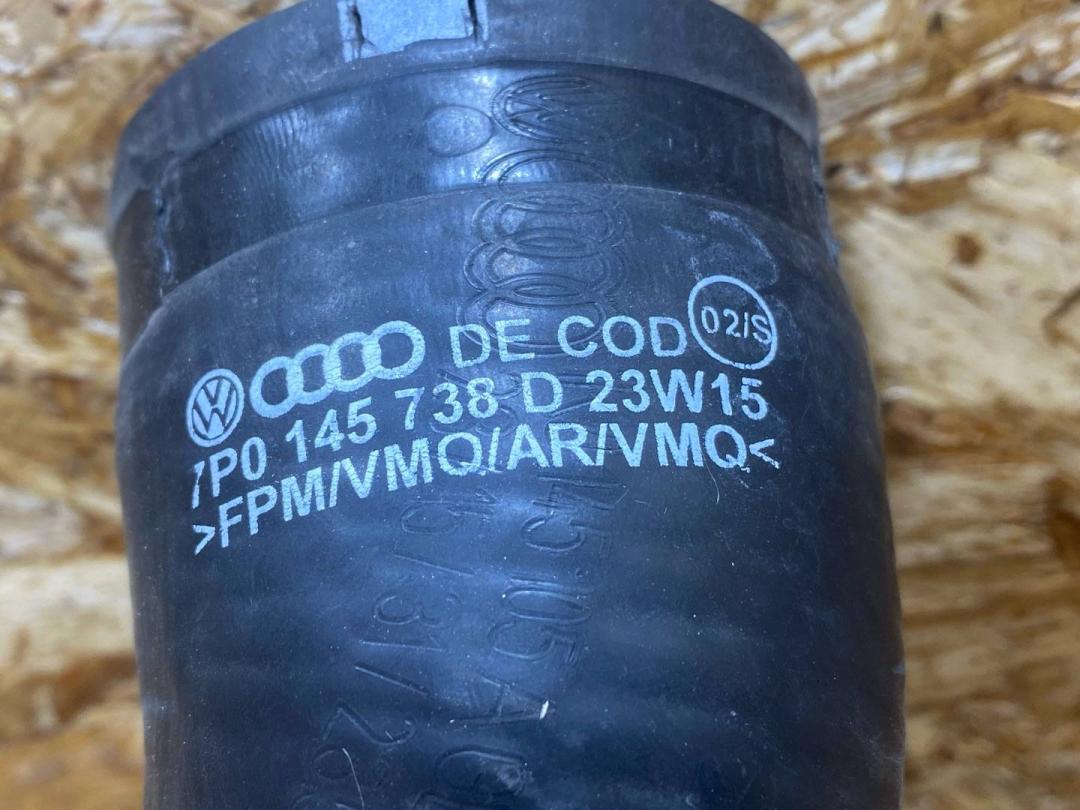 DE COD 02/S
7P0 145 738 D 23W15
>FPM/VMQ/AR/VMQ<